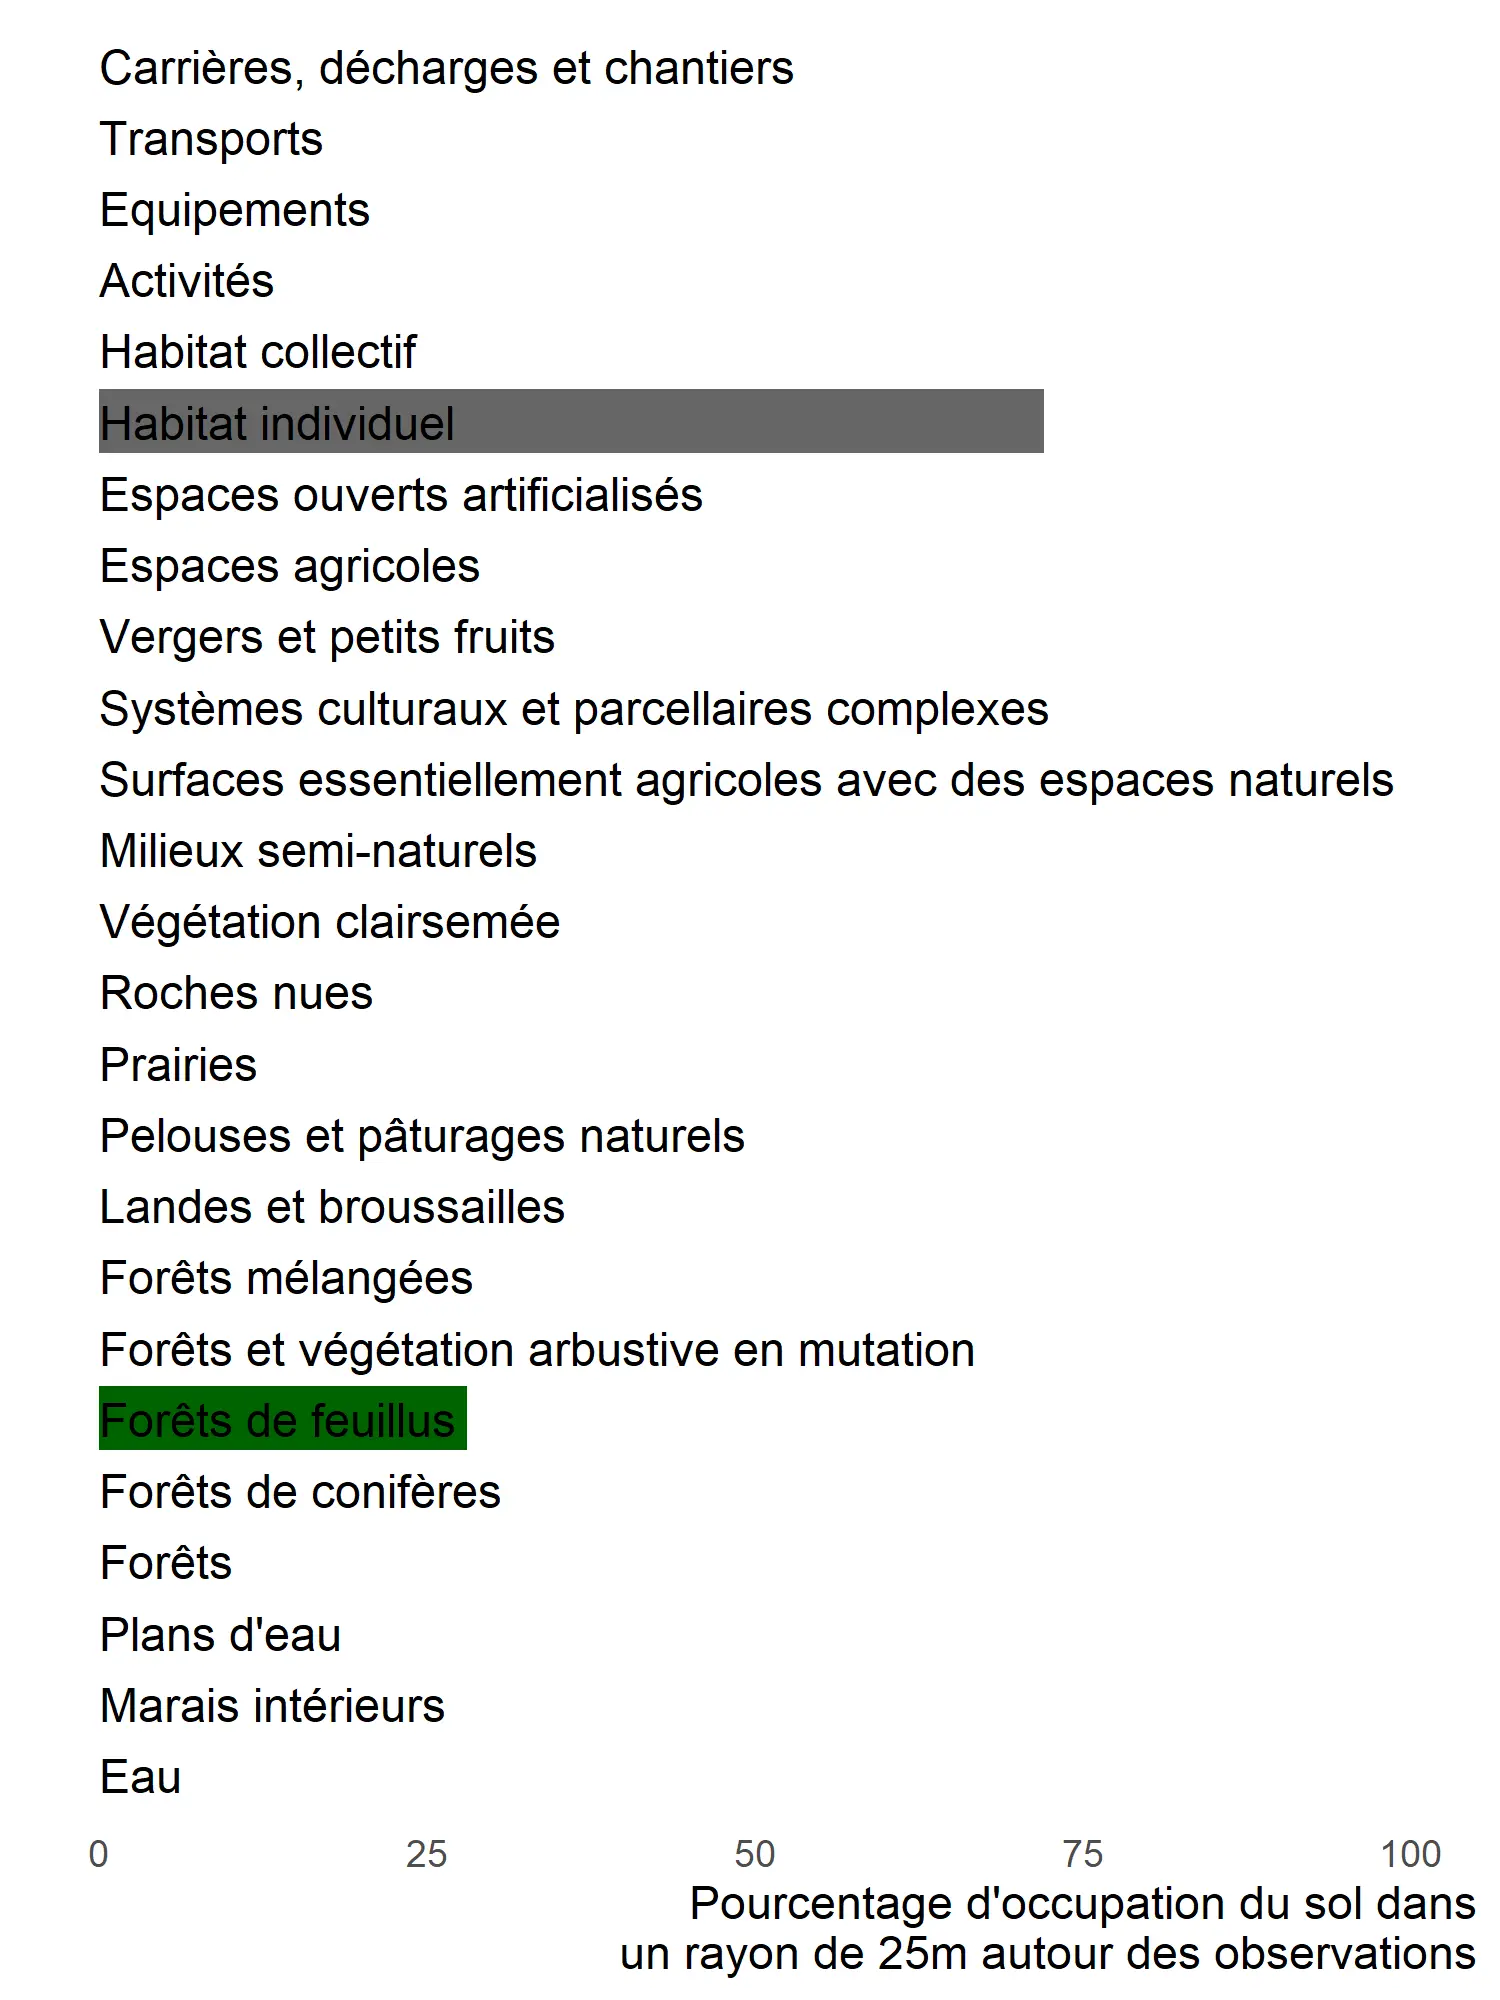 Carrières, décharges et chantiers
Transports
Equipements
Activités
Habitat collectif
Habitat individuel
Espaces ouverts artificialisés
Espaces agricoles
Vergers et petits fruits
Systèmes culturaux et parcellaires complexes
Surfaces essentiellement agricoles avec des espaces naturels
Milieux semi-naturels
Végétation clairsemée
Roches nues
Prairies
Pelouses et pâturages naturels
Landes et broussailles
Forêts mélangées
Forêts et végétation arbustive en mutation
Forêts de feuillus
Forêts de conifères
Forêts
Plans d'eau
Marais intérieurs
Eau
0 25 50 75 100
Pourcentage d'occupation du sol dans
un rayon de 25m autour des observations